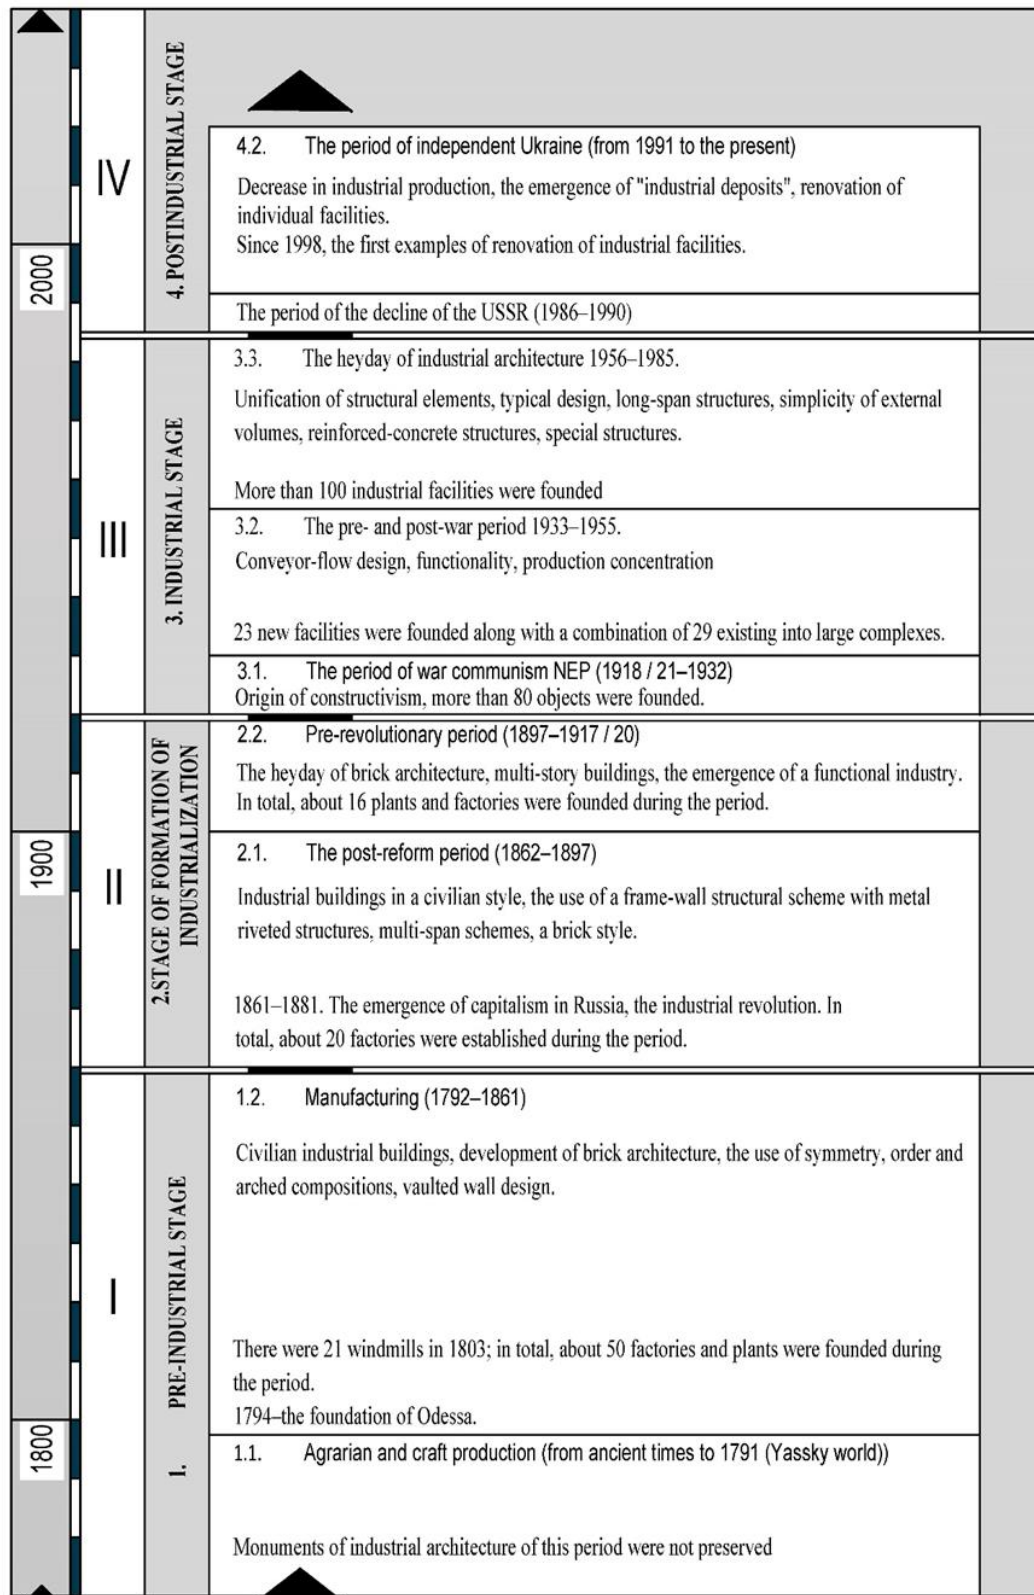 2000
IV
4. POSTINDUSTRIAL STAGE
4.2. The period of independent Ukraine (from 1991 to the present)
Decrease in industrial production, the emergence of "industrial deposits", renovation of
individual facilities.
Since 1998, the first examples of renovation of industrial facilities.
The period of the decline of the USSR (1986–1990)
III
3. INDUSTRIAL STAGE
3.3. The heyday of industrial architecture 1956–1985.
Unification of structural elements, typical design, long-span structures, simplicity of external
volumes, reinforced-concrete structures, special structures.
More than 100 industrial facilities were founded
3.2. The pre- and post-war period 1933–1955.
Conveyor-flow design, functionality, production concentration
23 new facilities were founded along with a combination of 29 existing into large complexes.
3.1. The period of war communism NEP (1918 / 21–1932)
Origin of constructivism, more than 80 objects were founded.
1900
II
2.STAGE OF FORMATION OF
INDUSTRIALIZATION
2.2. Pre-revolutionary period (1897–1917 / 20)
The heyday of brick architecture, multi-story buildings, the emergence of a functional industry.
In total, about 16 plants and factories were founded during the period.
2.1. The post-reform period (1862–1897)
Industrial buildings in a civilian style, the use of a frame-wall structural scheme with metal
riveted structures, multi-span schemes, a brick style.
1861–1881. The emergence of capitalism in Russia, the industrial revolution. In
total, about 20 factories were established during the period.
1800
I
1. PRE-INDUSTRIAL STAGE
1.2. Manufacturing (1792–1861)
Civilian industrial buildings, development of brick architecture, the use of symmetry, order and
arched compositions, vaulted wall design.
There were 21 windmills in 1803; in total, about 50 factories and plants were founded during
the period.
1794–the foundation of Odessa.
1.1. Agrarian and craft production (from ancient times to 1791 (Yassky world))
Monuments of industrial architecture of this period were not preserved